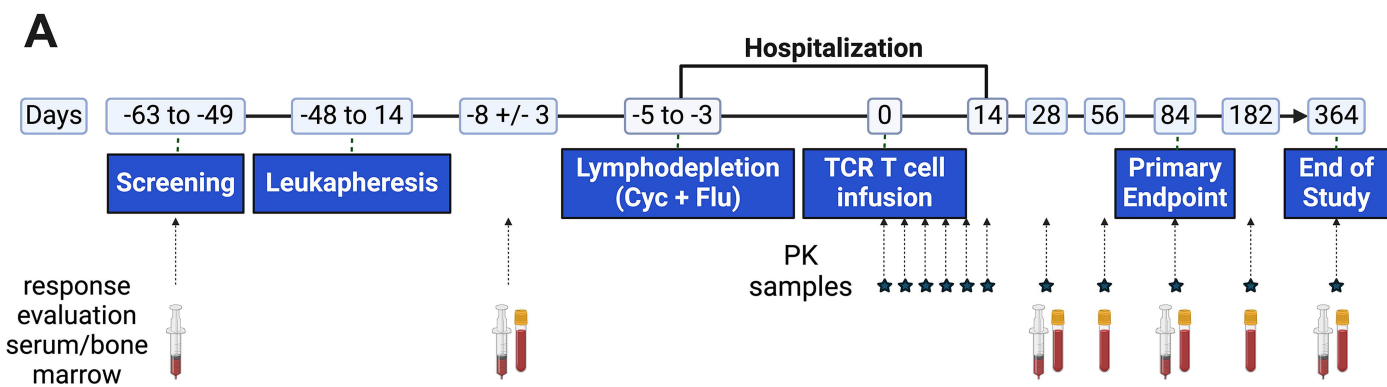 A
Hospitalization
Days
-63 to -49
-48 to 14
-8 +/- 3
-5 to -3
0
14
28
56
84
182
364
Screening
Leukapheresis
Lymphodepletion
(Cyc + Flu)
TCR T cell
infusion
Primary
Endpoint
End of
Study
PK
samples
response
evaluation
serum/bone
marrow